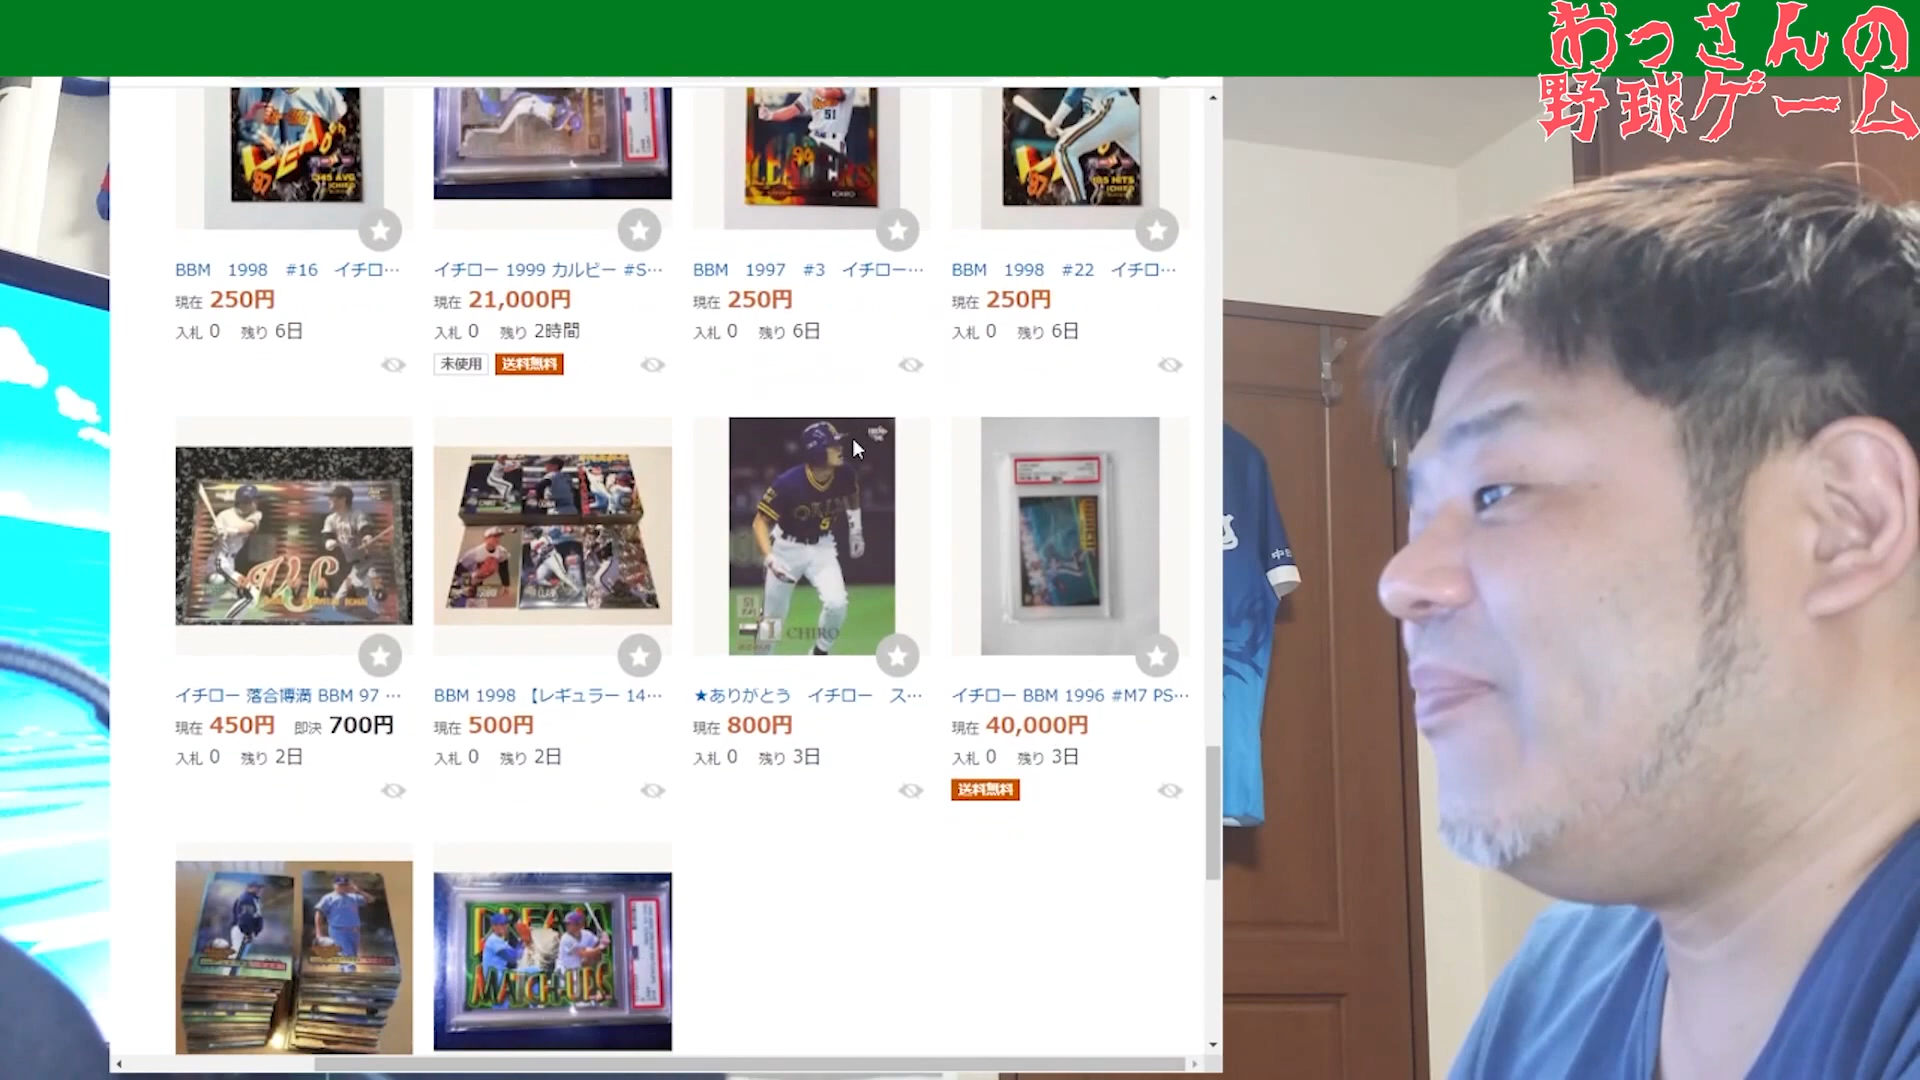 おっさんの
野球ゲーム
BBM 1998 #16 イチロ…
現在 250円
入札 0 残り 6日
イチロー 1999 カルビー #S…
現在 21,000円
入札 0 残り 2時間
未使用 送料無料
BBM 1997 #3 イチロー…
現在 250円
入札 0 残り 6日
BBM 1998 #22 イチロ…
現在 250円
入札 0 残り 6日
イチロー 落合博満 BBM 97 …
現在 450円 即決 700円
入札 0 残り 2日
BBM 1998 【レギュラー 14…
現在 500円
入札 0 残り 2日
ICHIRO
★ありがとう イチロー ス…
現在 800円
入札 0 残り 3日
イチロー BBM 1996 #M7 PS…
現在 40,000円
入札 0 残り 3日
送料無料
DREAM
MATCH-UPS